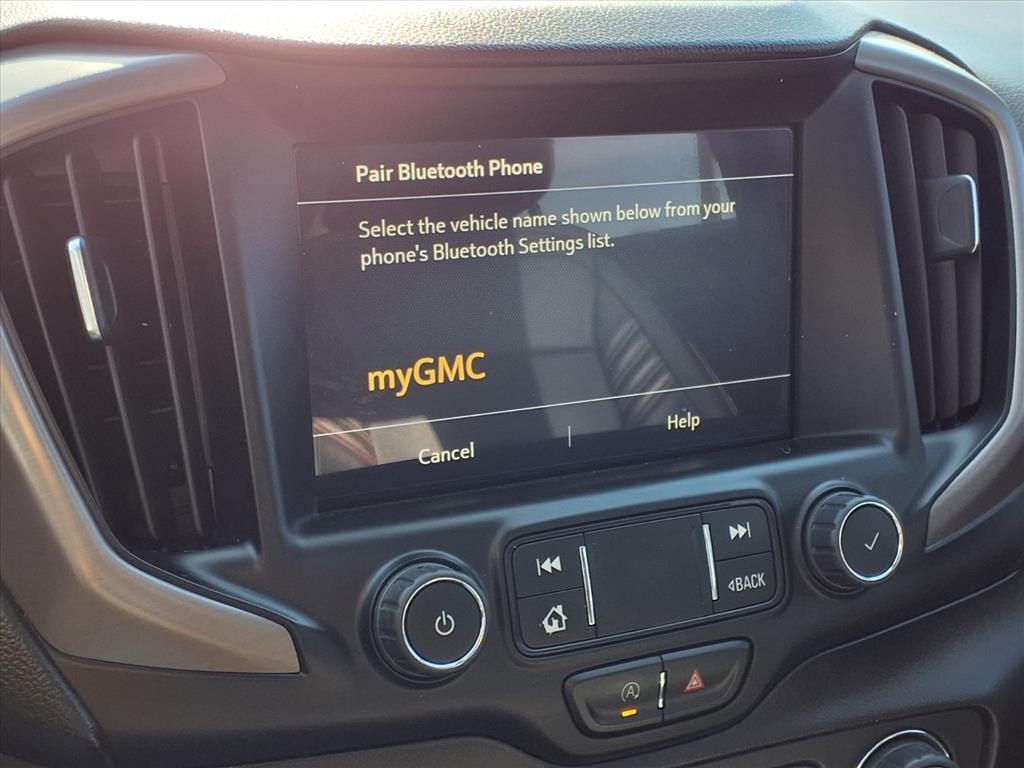 Pair Bluetooth Phone
Select the vehicle name shown below from your
phone's Bluetooth Settings list.
myGMC
Cancel
Help
BACK
A